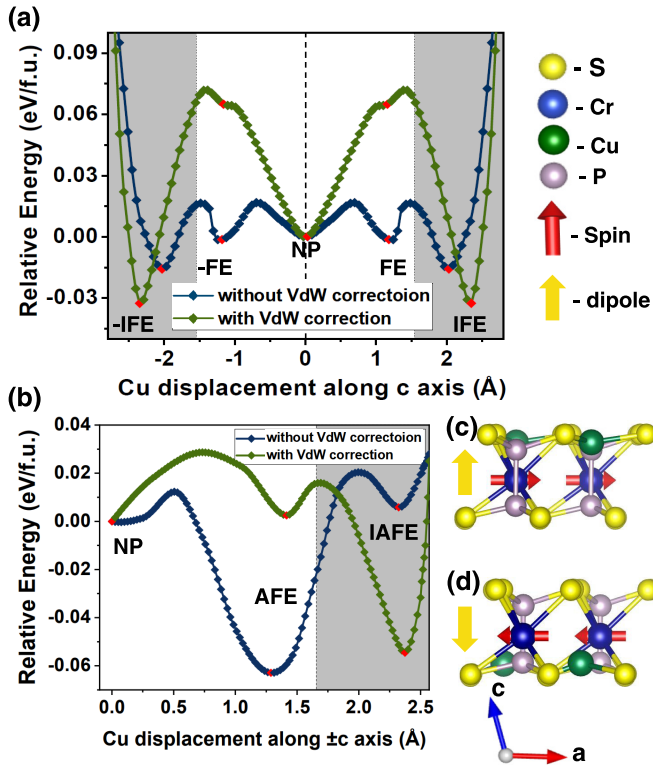 (a)
Relative Energy (eV/f.u.)
0.09
0.06
0.03
0.00
-0.03
-FE
NP
FE
without VdW correctoion
with VdW correction
-IFE
IFE
-2
-1
0
1
2
Cu displacement along c axis (Å)
- S
- Cr
- Cu
- P
- Spin
- dipole
(b)
Relative Energy (eV/f.u.)
0.04
0.02
0.00
-0.02
-0.04
-0.06
without VdW correctoion
with VdW correction
NP
AFE
IAFE
0.0
0.5
1.0
1.5
2.0
2.5
Cu displacement along ±c axis (Å)
(c)
(d)
c
a